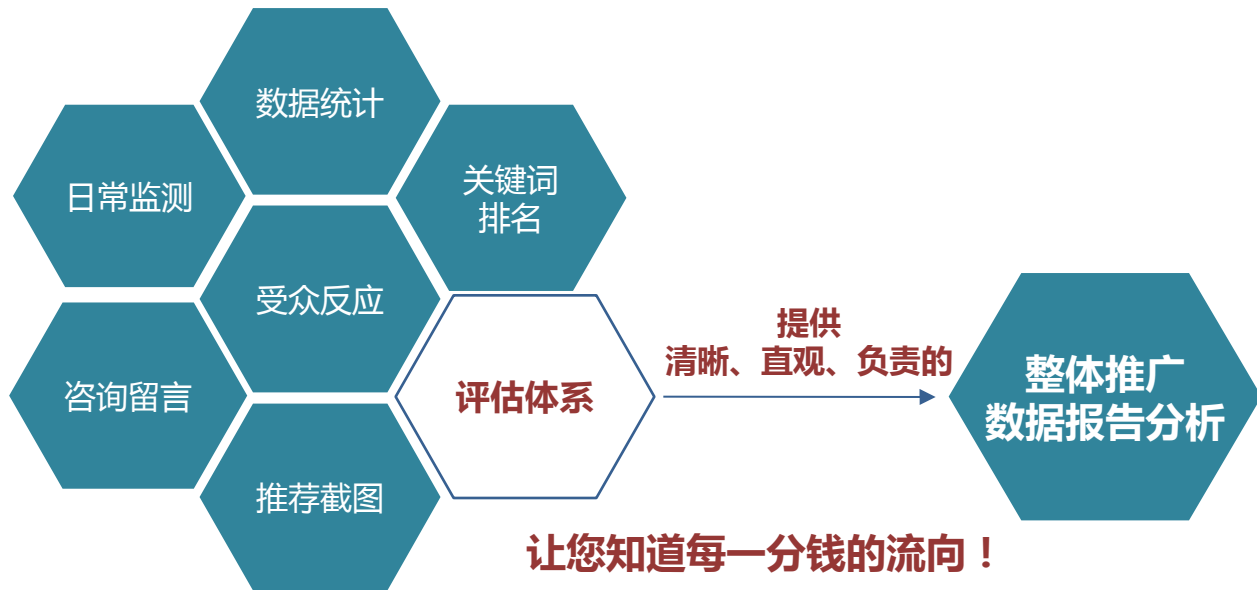 数据统计
日常监测
关键词
排名
受众反应
咨询留言
评估体系
推荐截图
提供
清晰、直观、负责的
整体推广
数据报告分析
让您知道每一分钱的流向！